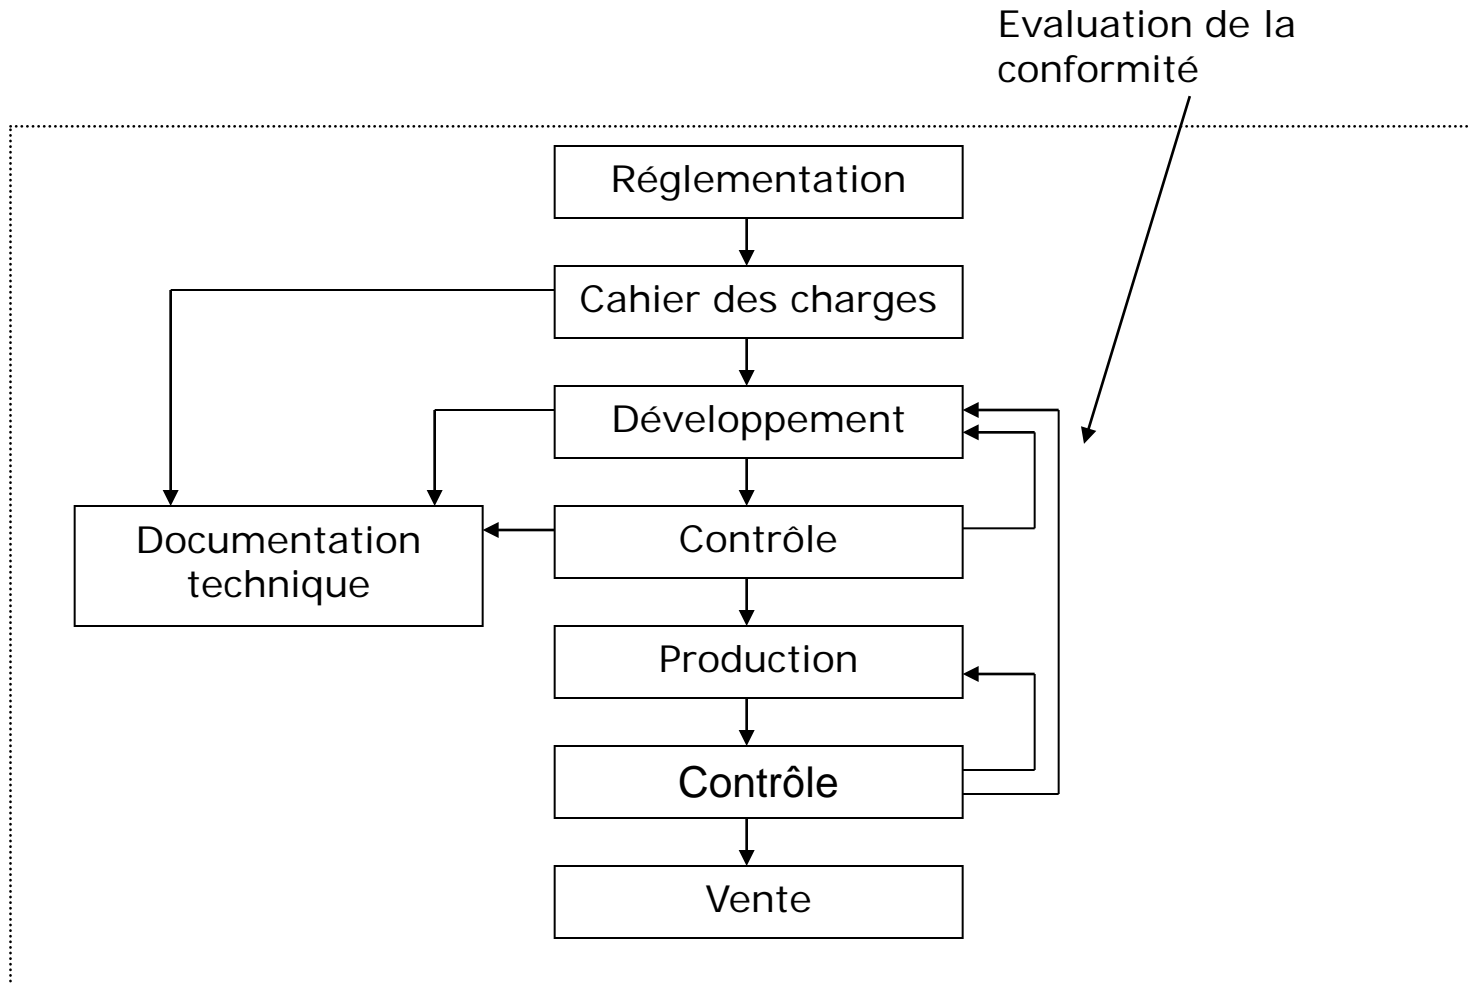 Evaluation de la
conformité
Réglementation
Cahier des charges
Développement
Contrôle
Documentation
technique
Production
Contrôle
Vente